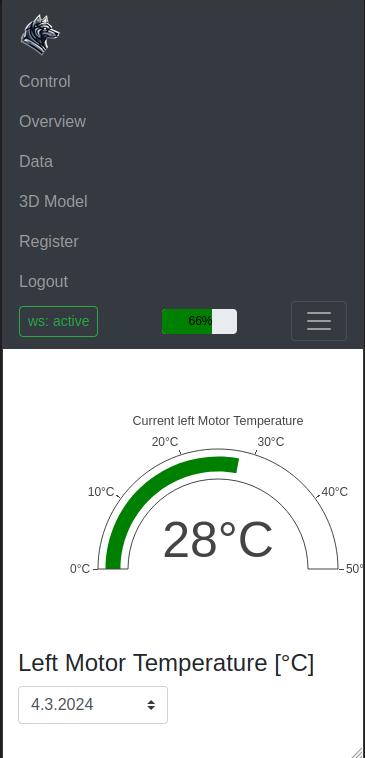 Control
Overview
Data
3D Model
Register
Logout
ws: active
66%
Current left Motor Temperature
20°C
30°C
10°C
40°C
28°C
0°C
50°
Left Motor Temperature [°C]
4.3.2024